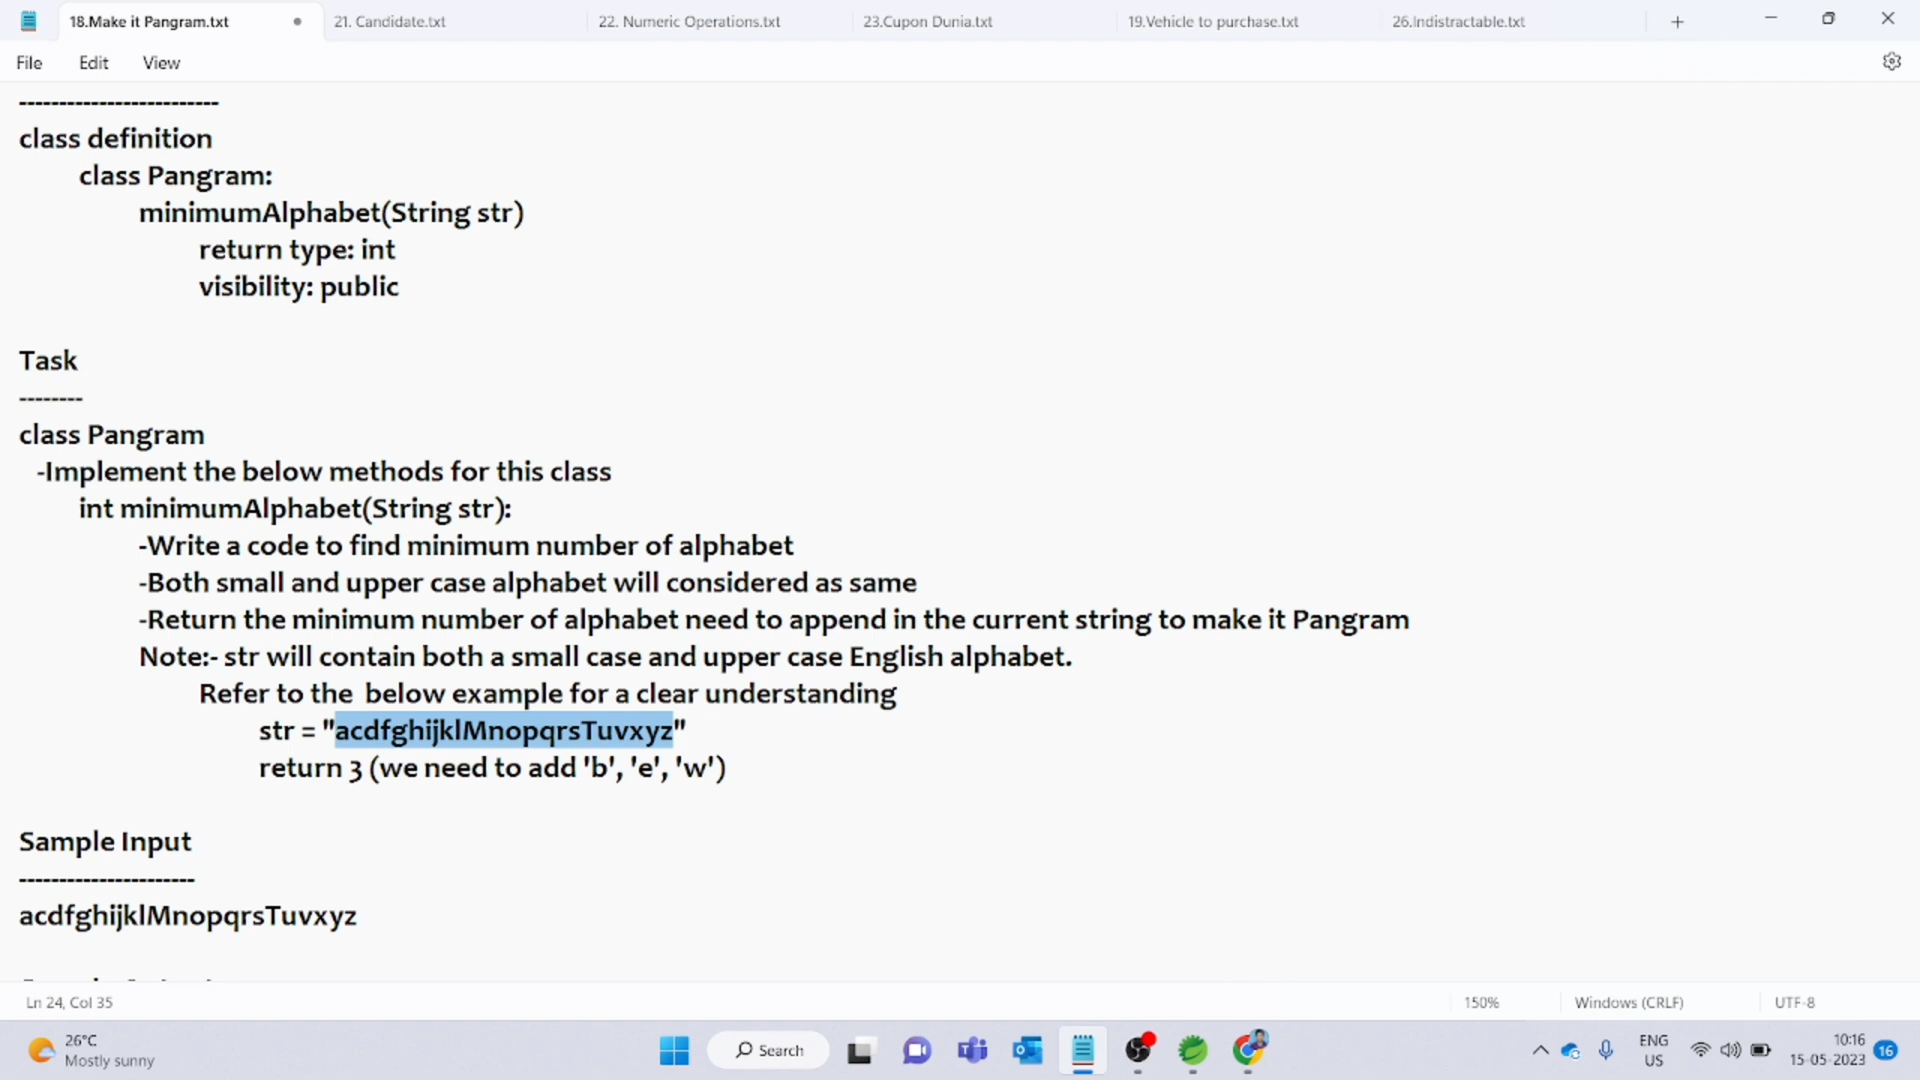 18.Make it Pangram.txt
21. Candidate.txt
22. Numeric Operations.txt
23.Cupon Dunia.txt
19.Vehicle to purchase.txt
26.Indistractable.txt
File
Edit
View
-------------------------
class definition
class Pangram:
minimumAlphabet(String str)
return type: int
visibility: public
Task
--------
class Pangram
-Implement the below methods for this class
int minimumAlphabet(String str):
-Write a code to find minimum number of alphabet
-Both small and upper case alphabet will considered as same
-Return the minimum number of alphabet need to append in the current string to make it Pangram
Note:- str will contain both a small case and upper case English alphabet.
Refer to the  below example for a clear understanding
str = "acdfghijklMnopqrsTuvxyz"
return 3 (we need to add 'b', 'e', 'w')
Sample Input
----------------------
acdfghijklMnopqrsTuvxyz
Ln 24, Col 35
150%
Windows (CRLF)
UTF-8
26°C
Mostly sunny
Search
ENG
US
10:16
15-05-2023
16